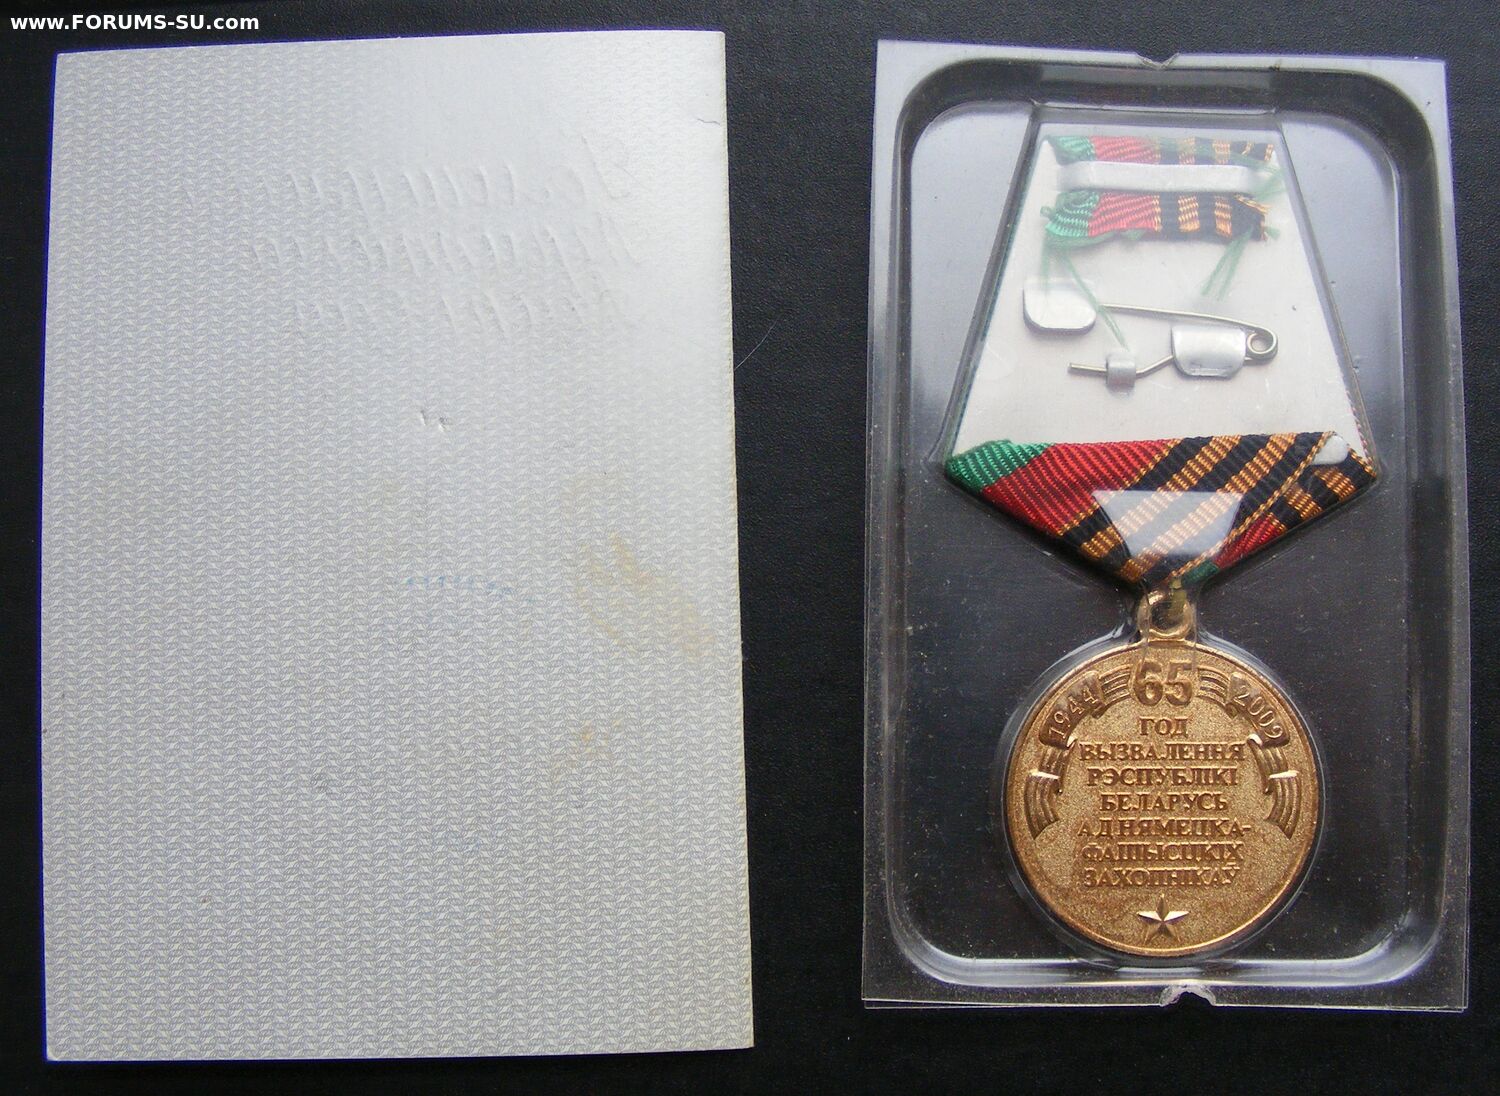 www.FORUMS-SU.com
1944 65 2009
ГОД
ВЫЗВАЛЕННЯ
РЭСПУБЛІКІ
БЕЛАРУСЬ
АД НЯМЕЦКА-
ФАШЫСЦКІХ
ЗАХОПНІКАЎ